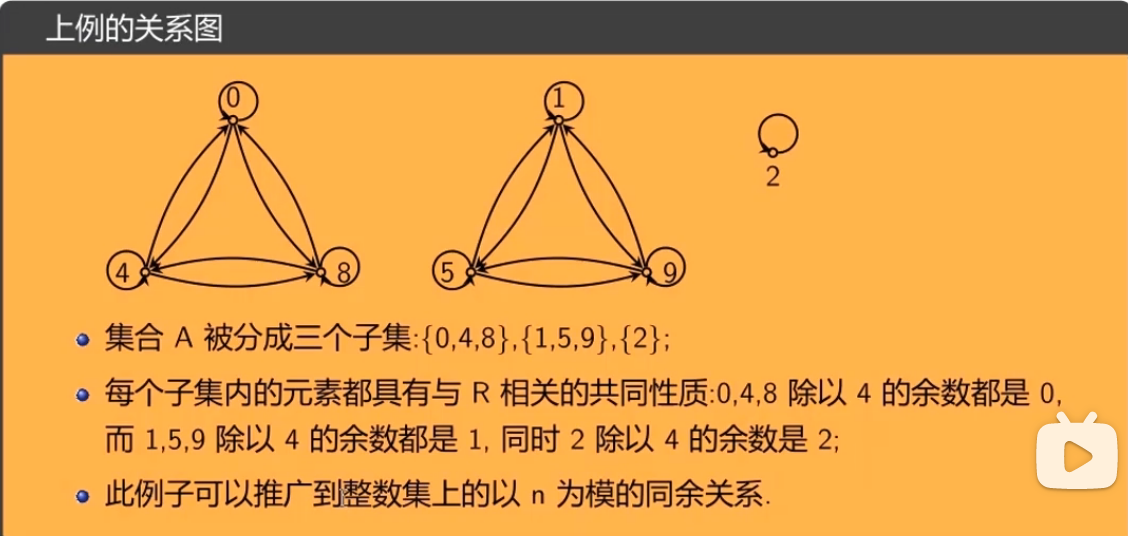 上例的关系图
0
1
2
4
8
5
9
集合 A 被分成三个子集:{0,4,8},{1,5,9},{2};
每个子集内的元素都具有与 R 相关的共同性质:0,4,8 除以 4 的余数都是 0,
而 1,5,9 除以 4 的余数都是 1, 同时 2 除以 4 的余数是 2;
此例子可以推广到整数集上的以 n 为模的同余关系.